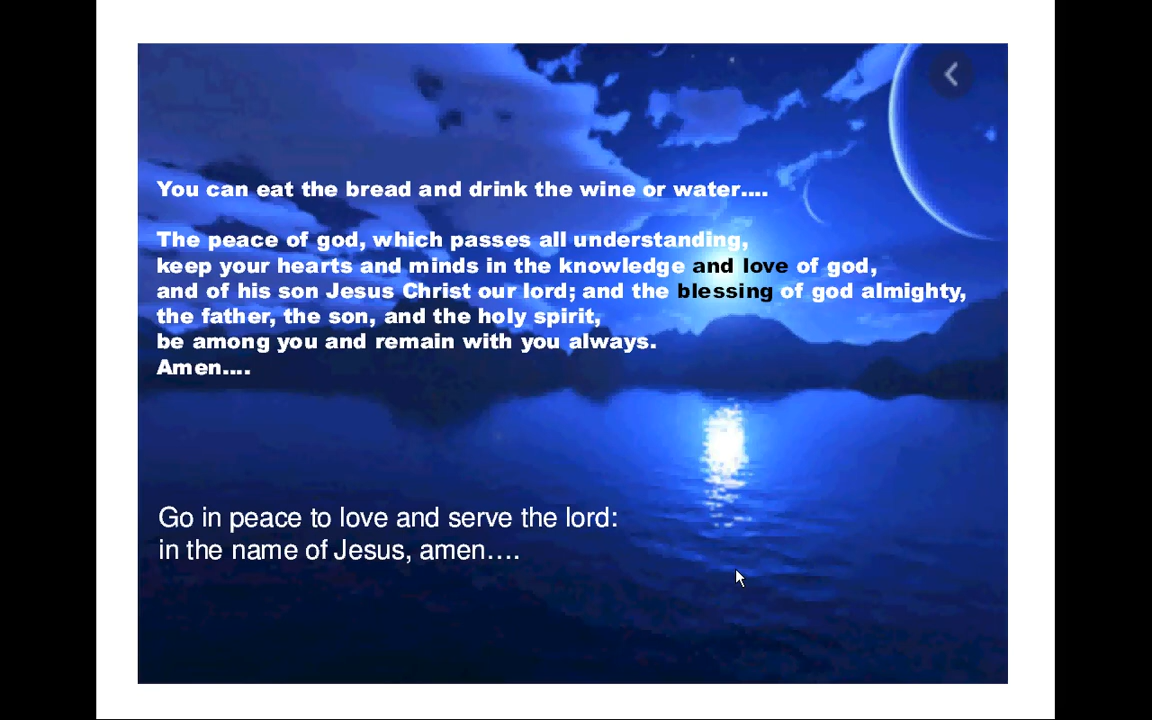 You can eat the bread and drink the wine or water....
The peace of god, which passes all understanding,
keep your hearts and minds in the knowledge and love of god,
and of his son Jesus Christ our lord; and the blessing of god almighty,
the father, the son, and the holy spirit,
be among you and remain with you always.
Amen....
Go in peace to love and serve the lord:
in the name of Jesus, amen….